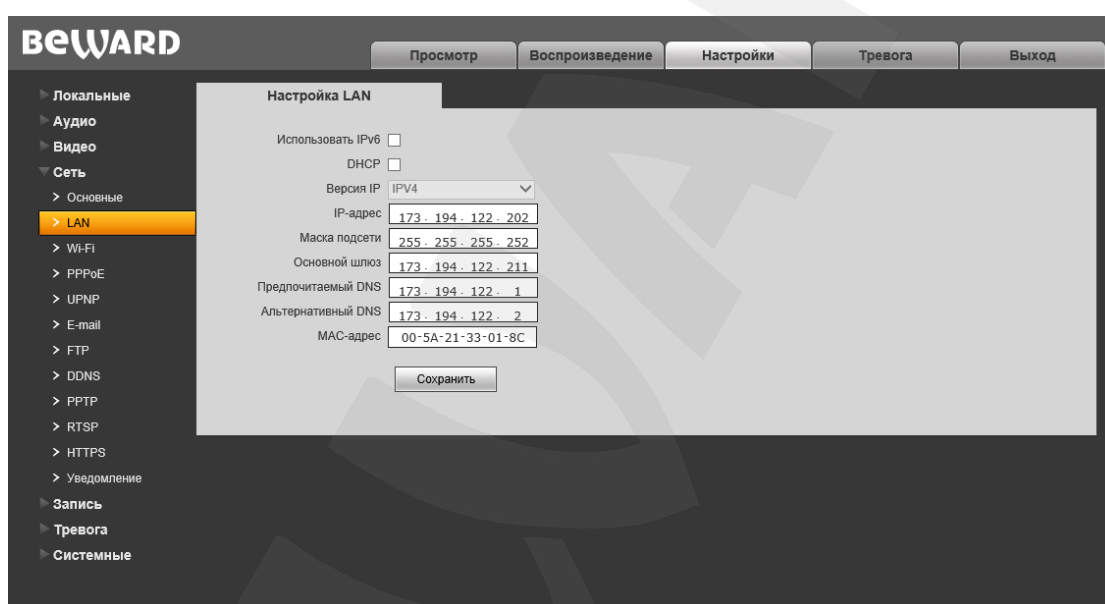 BEWARD
Просмотр Воспроизведение Настройки Тревога Выход
Локальные
Аудио
Видео
Сеть
> Основные
> LAN
> Wi-Fi
> PPPoE
> UPNP
> E-mail
> FTP
> DDNS
> PPTP
> RTSP
> HTTPS
> Уведомление
Запись
Тревога
Системные
Настройка LAN
Использовать IPv6
DHCP
Версия IP IPV4
IP-адрес 173 . 194 . 122 . 202
Маска подсети 255 . 255 . 255 . 252
Основной шлюз 173 . 194 . 122 . 211
Предпочитаемый DNS 173 . 194 . 122 . 1
Альтернативный DNS 173 . 194 . 122 . 2
MAC-адрес 00-5A-21-33-01-8C
Сохранить